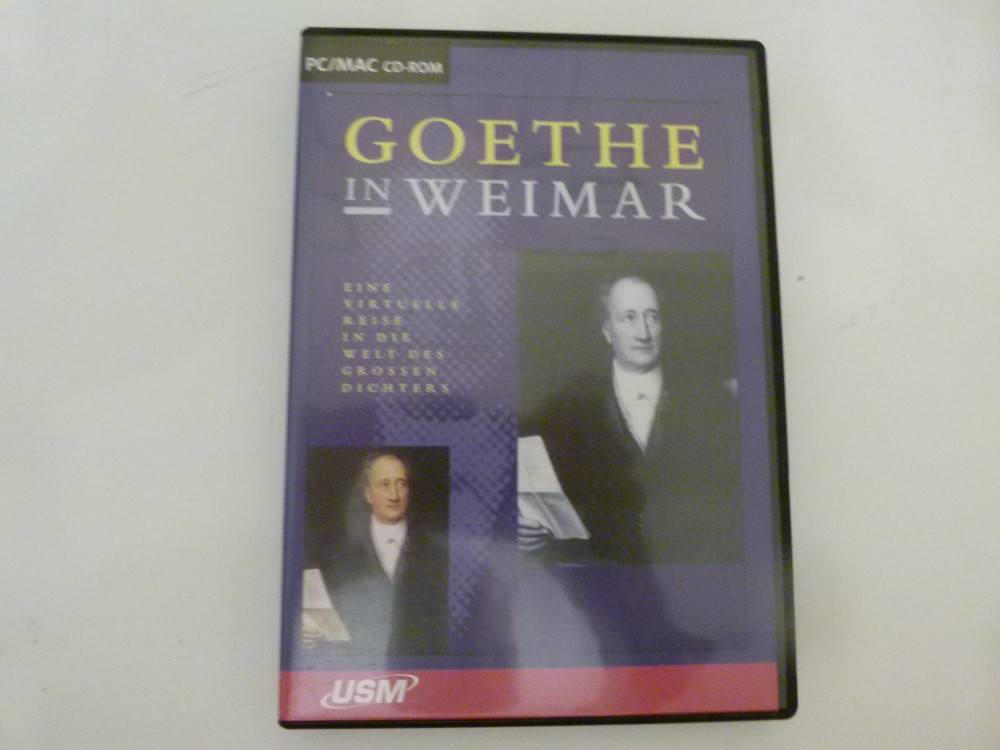 PC/MAC CD-ROM
GOETHE
IN WEIMAR
EINE
VIRTUELLE
REISE
IN DIE
WELT DES
GROSSEN
DICHTERS
USM